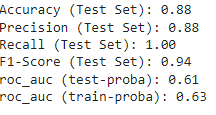 Accuracy (Test Set): 0.88
Precision (Test Set): 0.88
Recall (Test Set): 1.00
F1-Score (Test Set): 0.94
roc_auc (test-proba): 0.61
roc_auc (train-proba): 0.63